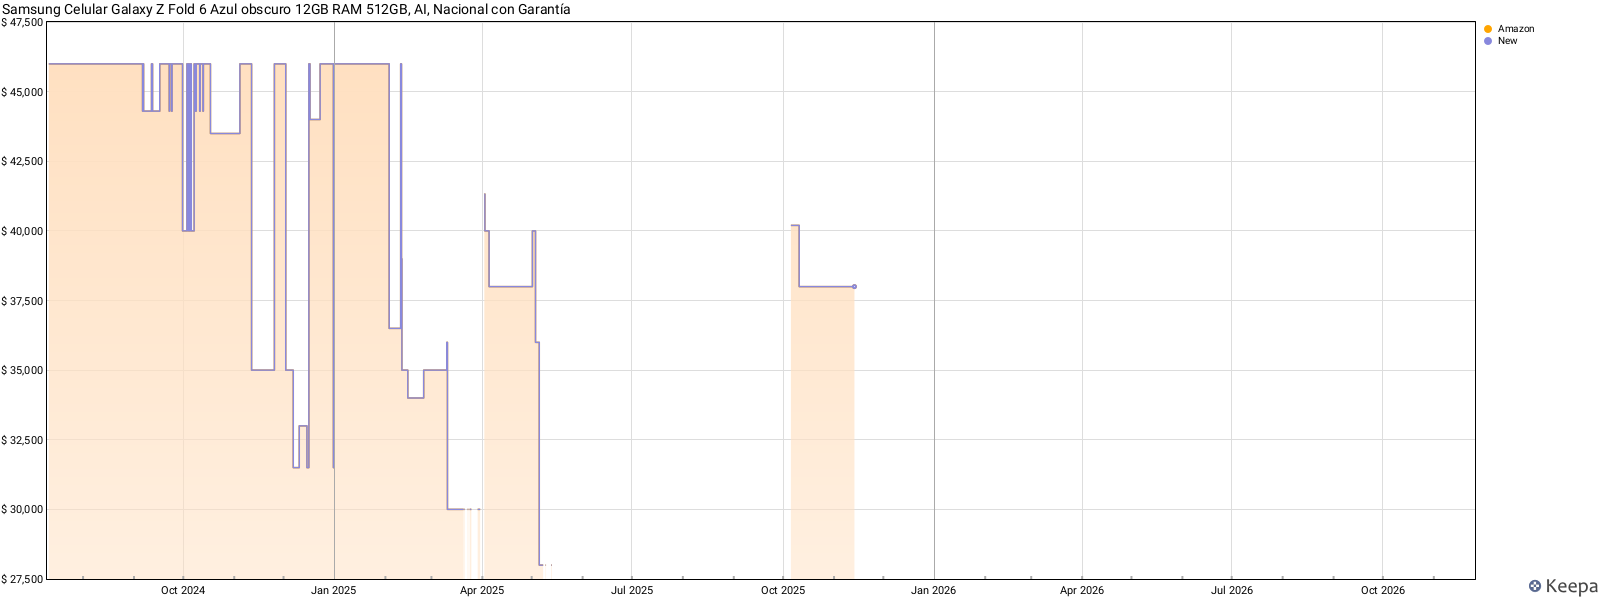 Samsung Celular Galaxy Z Fold 6 Azul obscuro 12GB RAM 512GB, AI, Nacional con Garantía
$ 47,500
$ 45,000
$ 42,500
$ 40,000
$ 37,500
$ 35,000
$ 32,500
$ 30,000
$ 27,500
Oct 2024
Jan 2025
Apr 2025
Jul 2025
Oct 2025
Jan 2026
Apr 2026
Jul 2026
Oct 2026
Amazon
New
Keepa